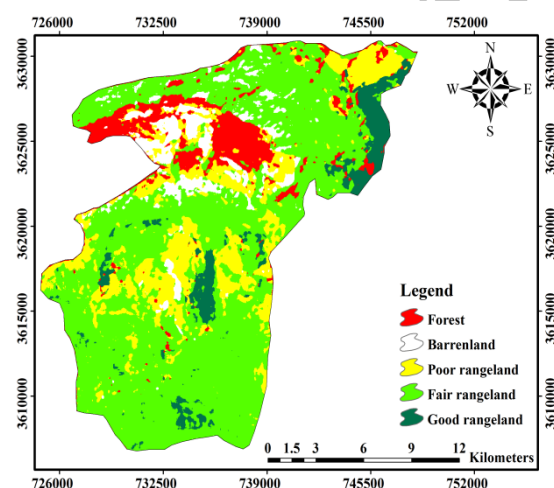 726000 732500 739000 745500 752000
3630000 3630000
N
W E
S
3625000 3625000
3620000 3620000
3615000 3615000
3610000 3610000
Legend
Forest
Barrenland
Poor rangeland
Fair rangeland
Good rangeland
0 1.5 3 6 9 12
Kilometers
726000 732500 739000 745500 752000